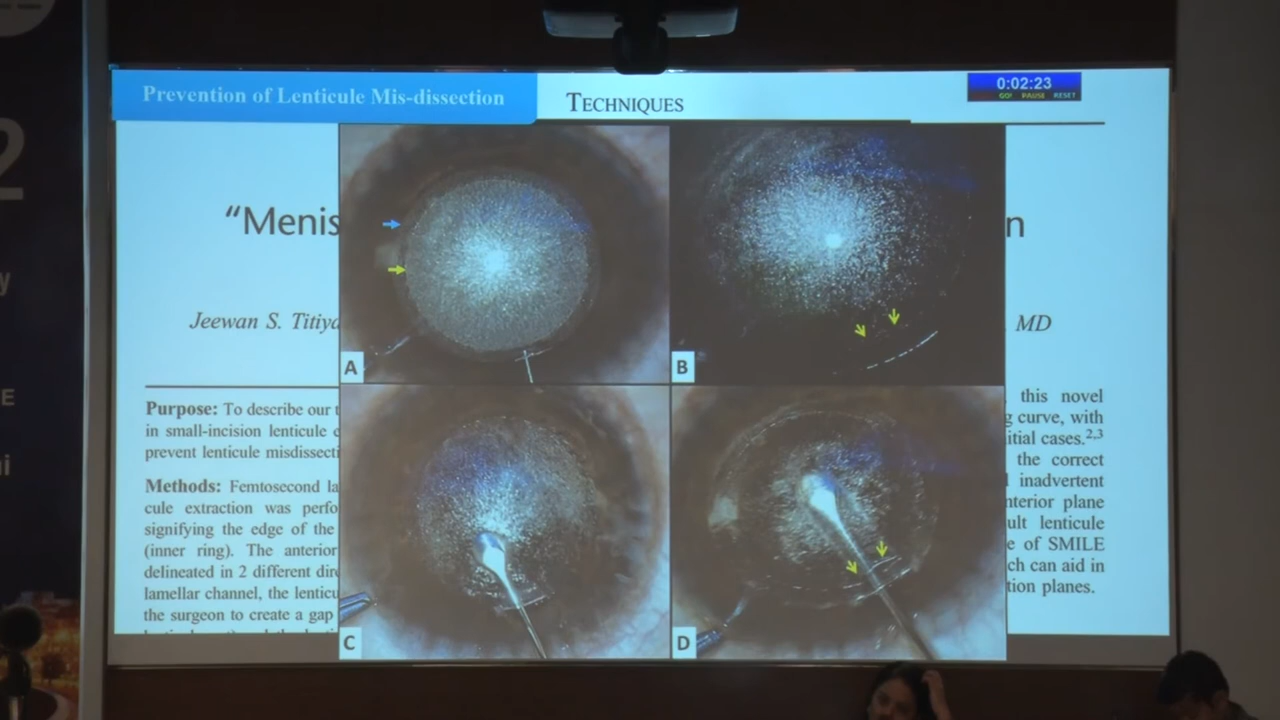 Prevention of Lenticule Mis-dissection
TECHNIQUES
0:02:23
GO! PAUSE RESET
2
y
E
i
“Menis
n
Jeewan S. Titiya
MD
A
B
C
D
Purpose: To describe our t
in small-incision lenticule e
prevent lenticule misdissecti
Methods: Femtosecond la
cule extraction was perfo
signifying the edge of the
(inner ring). The anterior
delineated in 2 different dire
lamellar channel, the lenticu
the surgeon to create a gap
this novel
g curve, with
itial cases.2,3
the correct
inadvertent
nterior plane
ult lenticule
e of SMILE
ch can aid in
tion planes.